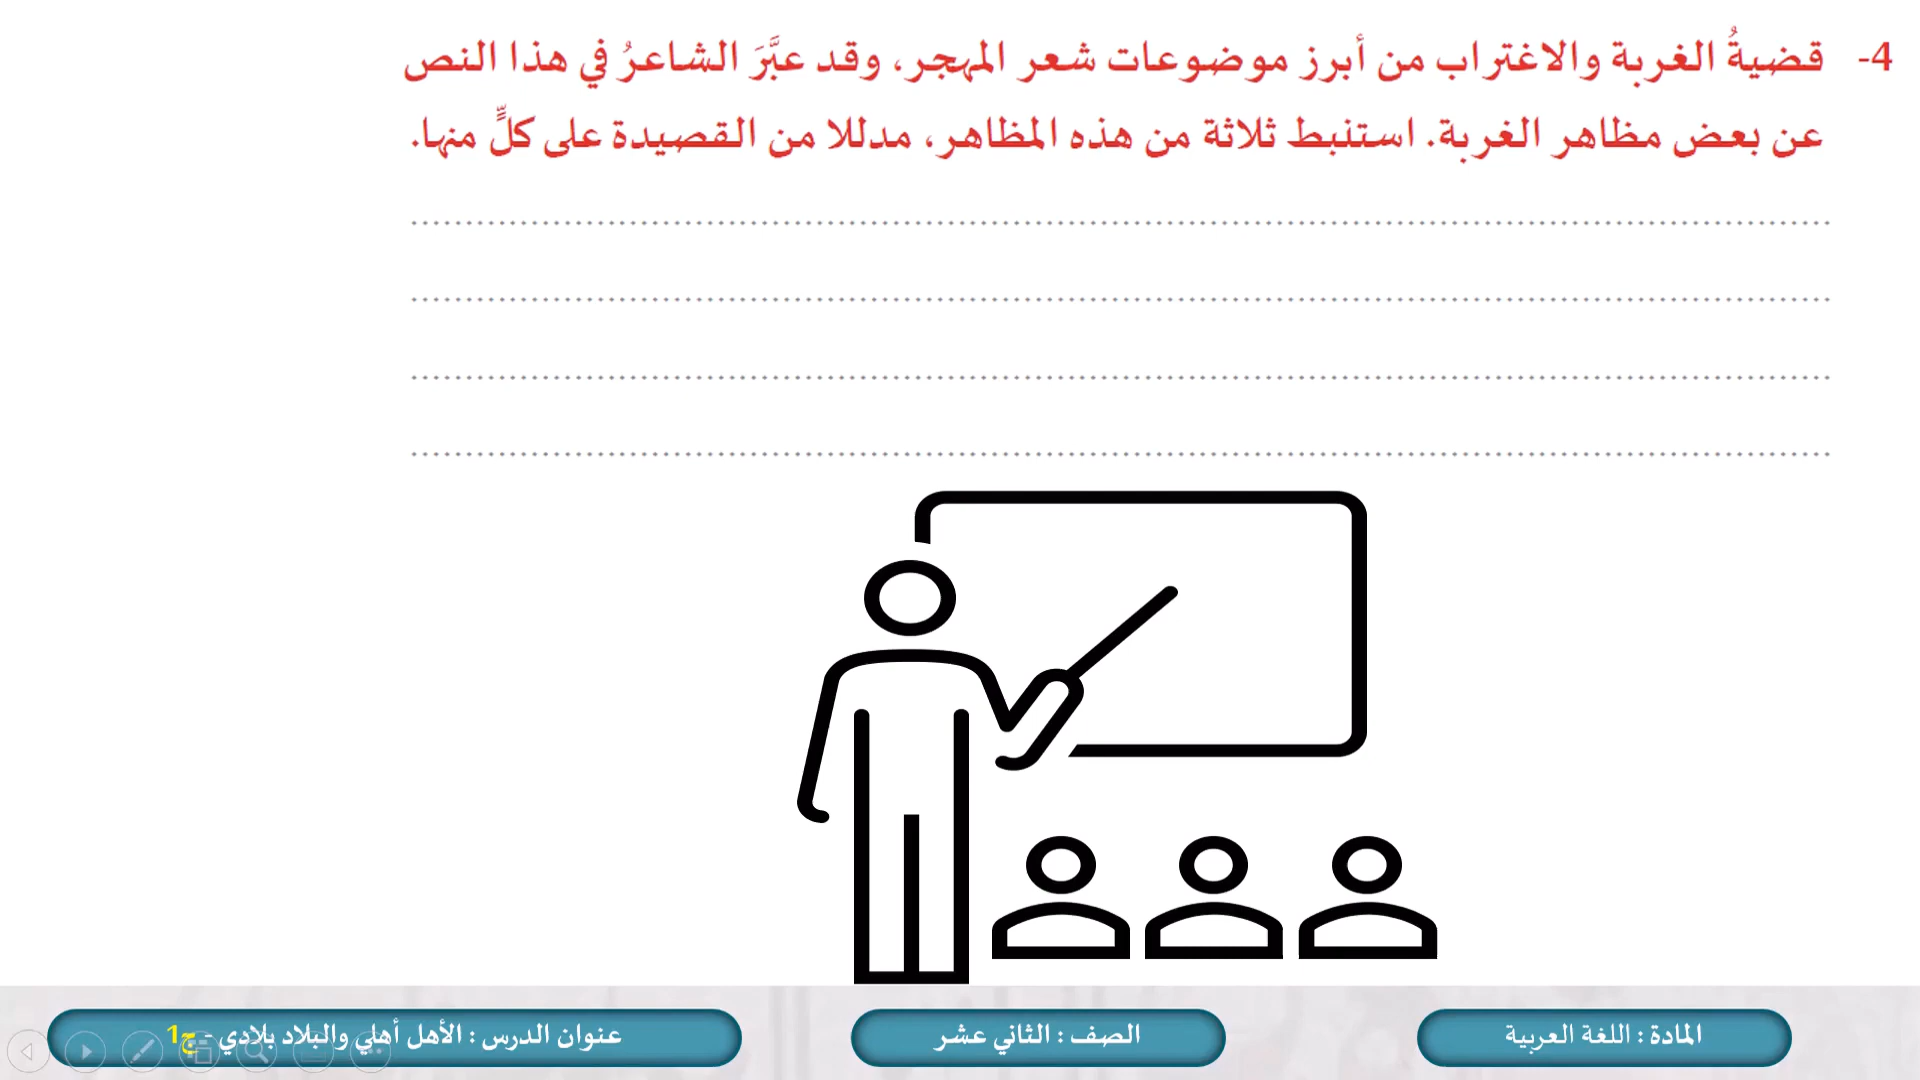 4- قضيةُ الغربة والاغتراب من أبرز موضوعات شعر المهجر، وقد عبَّرَ الشاعرُ في هذا النص
عن بعض مظاهر الغربة. استنبط ثلاثة من هذه المظاهر، مدللا من القصيدة على كلٍّ منها.
المادة : اللغة العربية
الصف : الثاني عشر
عنوان الدرس : الأهل أهلي والبلاد بلادي - ج1